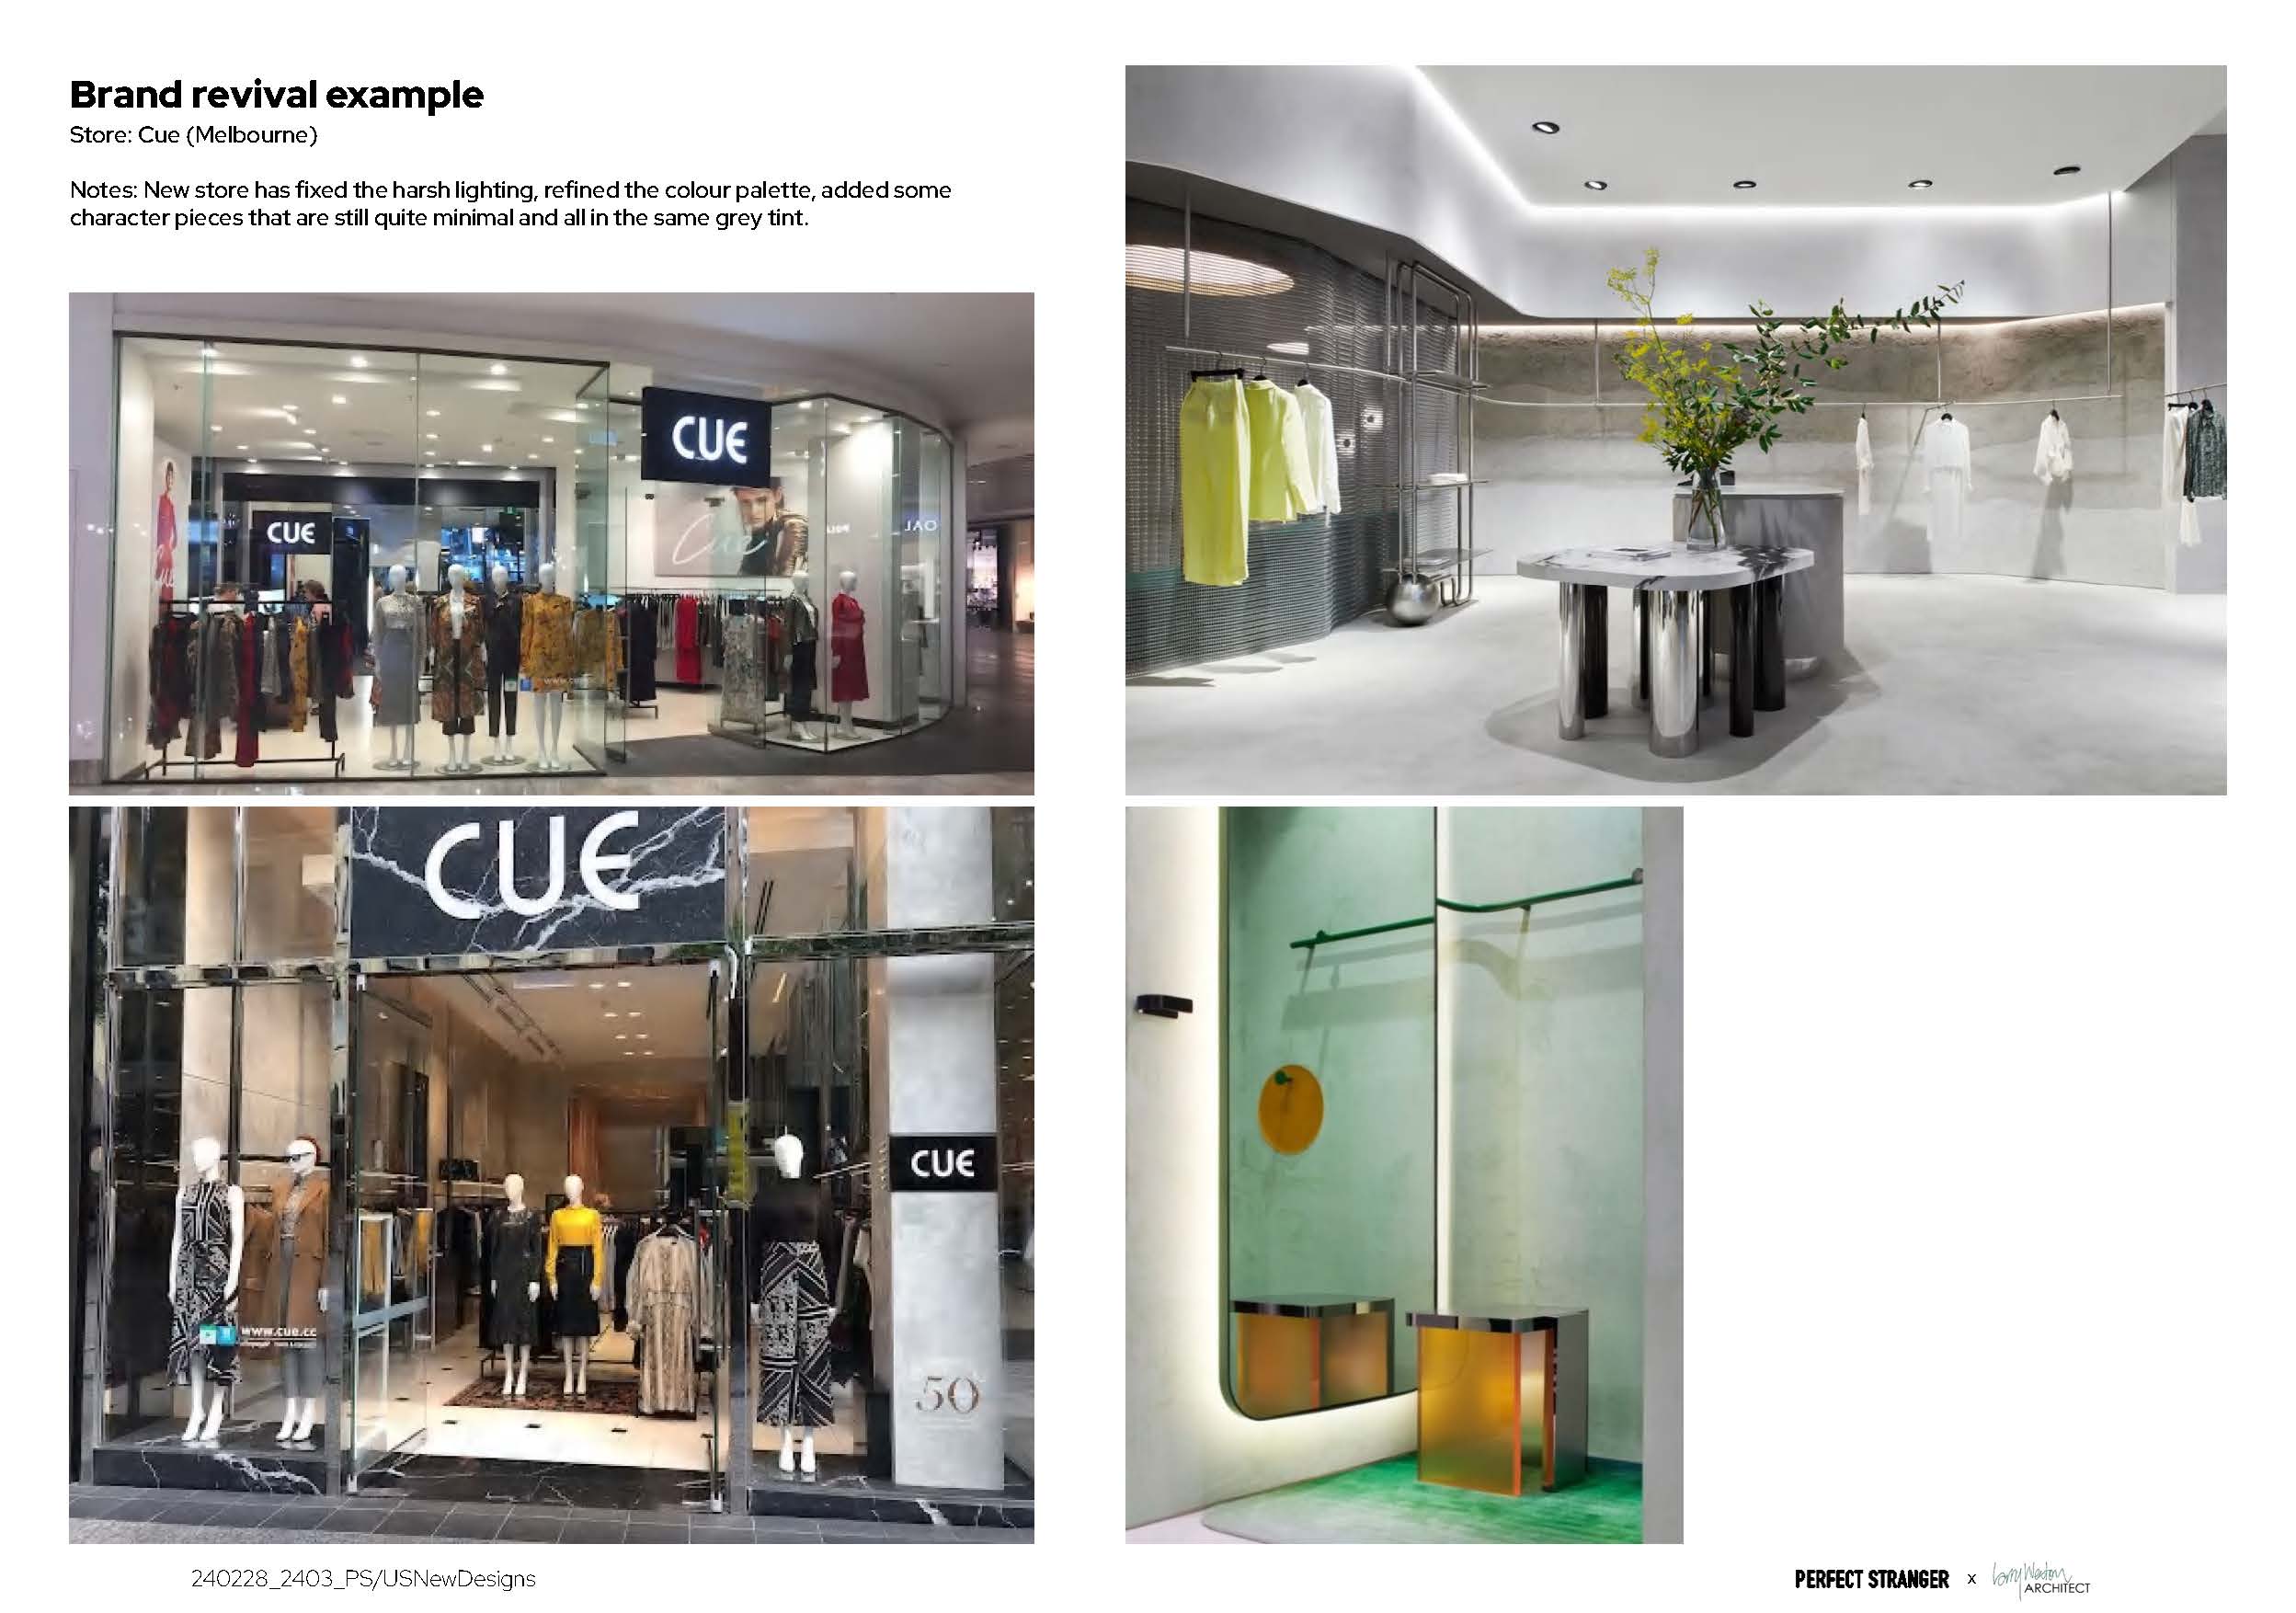 Brand revival example
Store: Cue (Melbourne)
Notes: New store has fixed the harsh lighting, refined the colour palette, added some
character pieces that are still quite minimal and all in the same grey tint.
CUE
CUE
Cue
JAO
CUE
CUE
www.cue.cc
50
240228_2403_PS/USNewDesigns
PERFECT STRANGER x
ARCHITECT